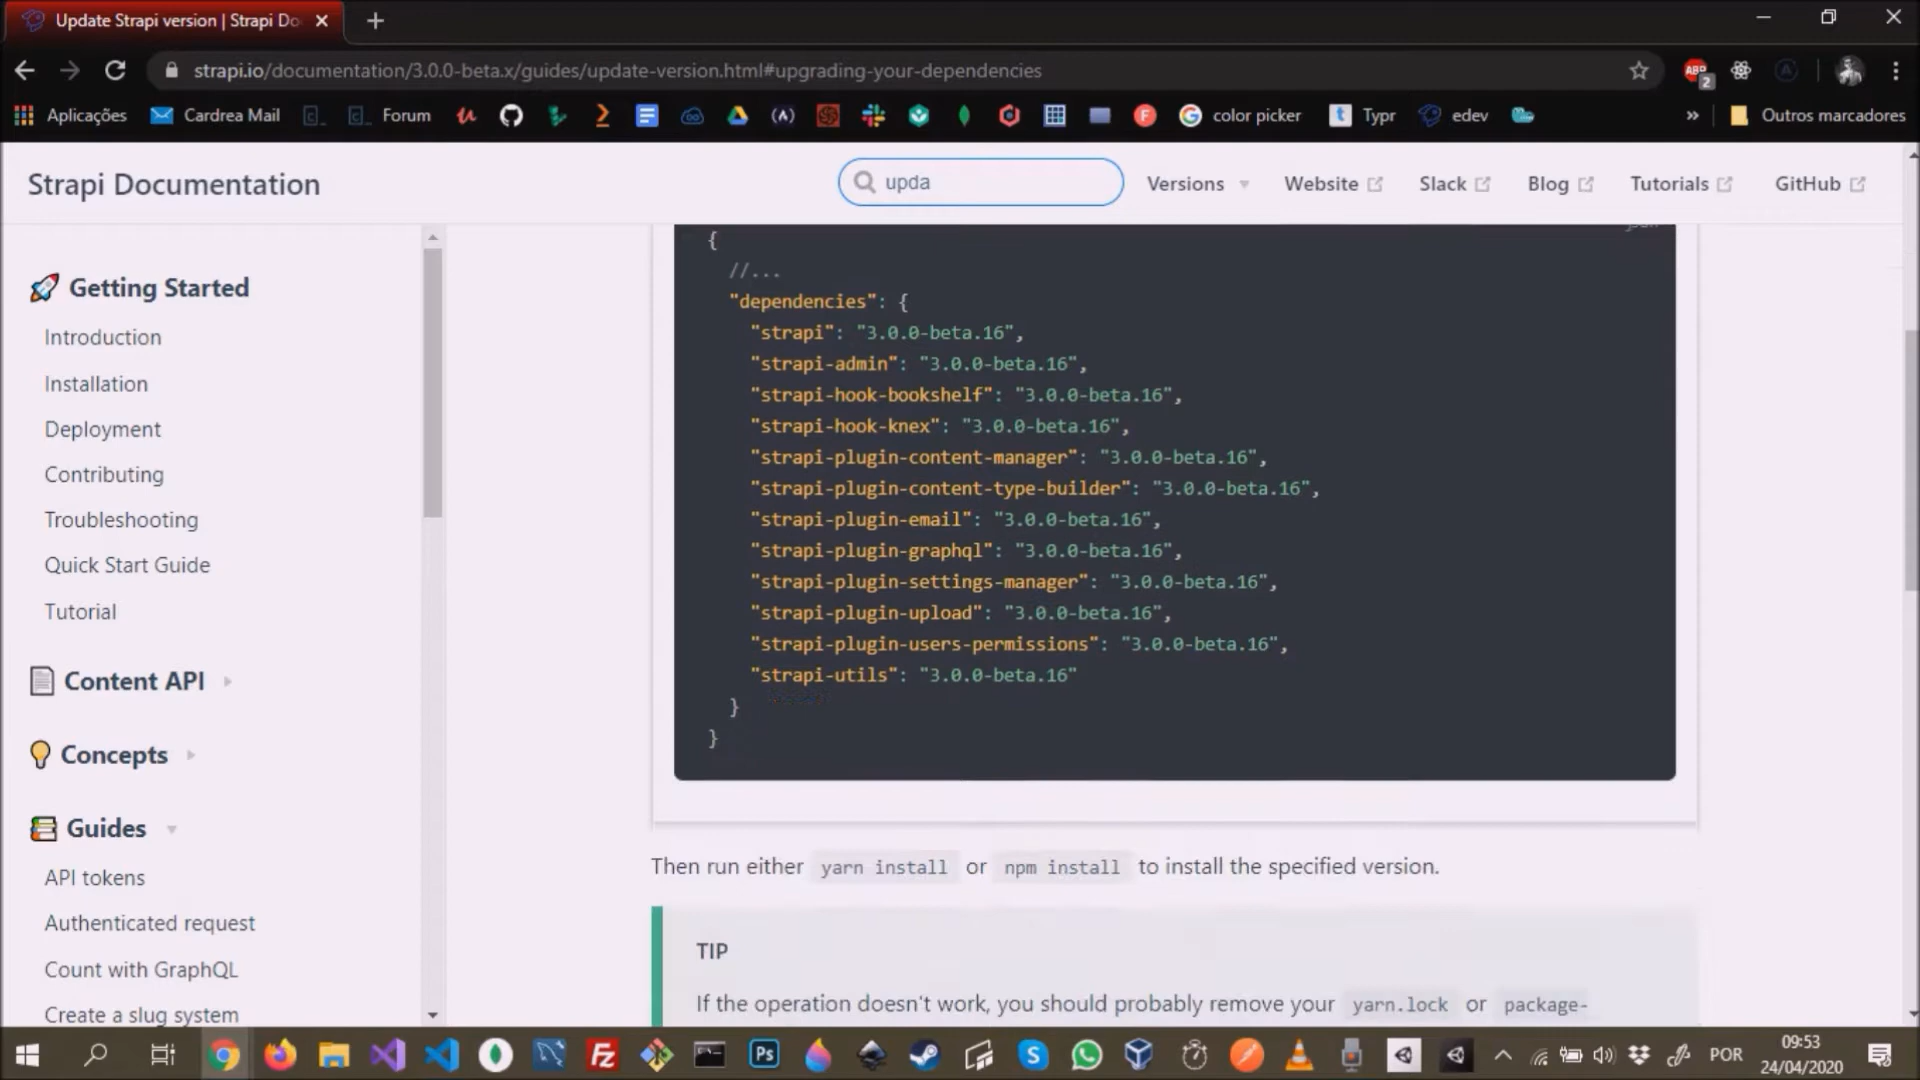 Update Strapi version | Strapi Do
strapi.io/documentation/3.0.0-beta.x/guides/update-version.html#upgrading-your-dependencies
ABP
2
Aplicações
Cardrea Mail
Forum
color picker
Typr
edev
Outros marcadores
Strapi Documentation
upda
Versions
Website
Slack
Blog
Tutorials
GitHub
Getting Started
Introduction
Installation
Deployment
Contributing
Troubleshooting
Quick Start Guide
Tutorial
Content API
Concepts
Guides
API tokens
Authenticated request
Count with GraphQL
Create a slug system
{
//...
"dependencies": {
"strapi": "3.0.0-beta.16",
"strapi-admin": "3.0.0-beta.16",
"strapi-hook-bookshelf": "3.0.0-beta.16",
"strapi-hook-knex": "3.0.0-beta.16",
"strapi-plugin-content-manager": "3.0.0-beta.16",
"strapi-plugin-content-type-builder": "3.0.0-beta.16",
"strapi-plugin-email": "3.0.0-beta.16",
"strapi-plugin-graphql": "3.0.0-beta.16",
"strapi-plugin-settings-manager": "3.0.0-beta.16",
"strapi-plugin-upload": "3.0.0-beta.16",
"strapi-plugin-users-permissions": "3.0.0-beta.16",
"strapi-utils": "3.0.0-beta.16"
}
}
Then run either yarn install or npm install to install the specified version.
TIP
If the operation doesn't work, you should probably remove your yarn.lock or package-
Ps
POR
09:53
24/04/2020